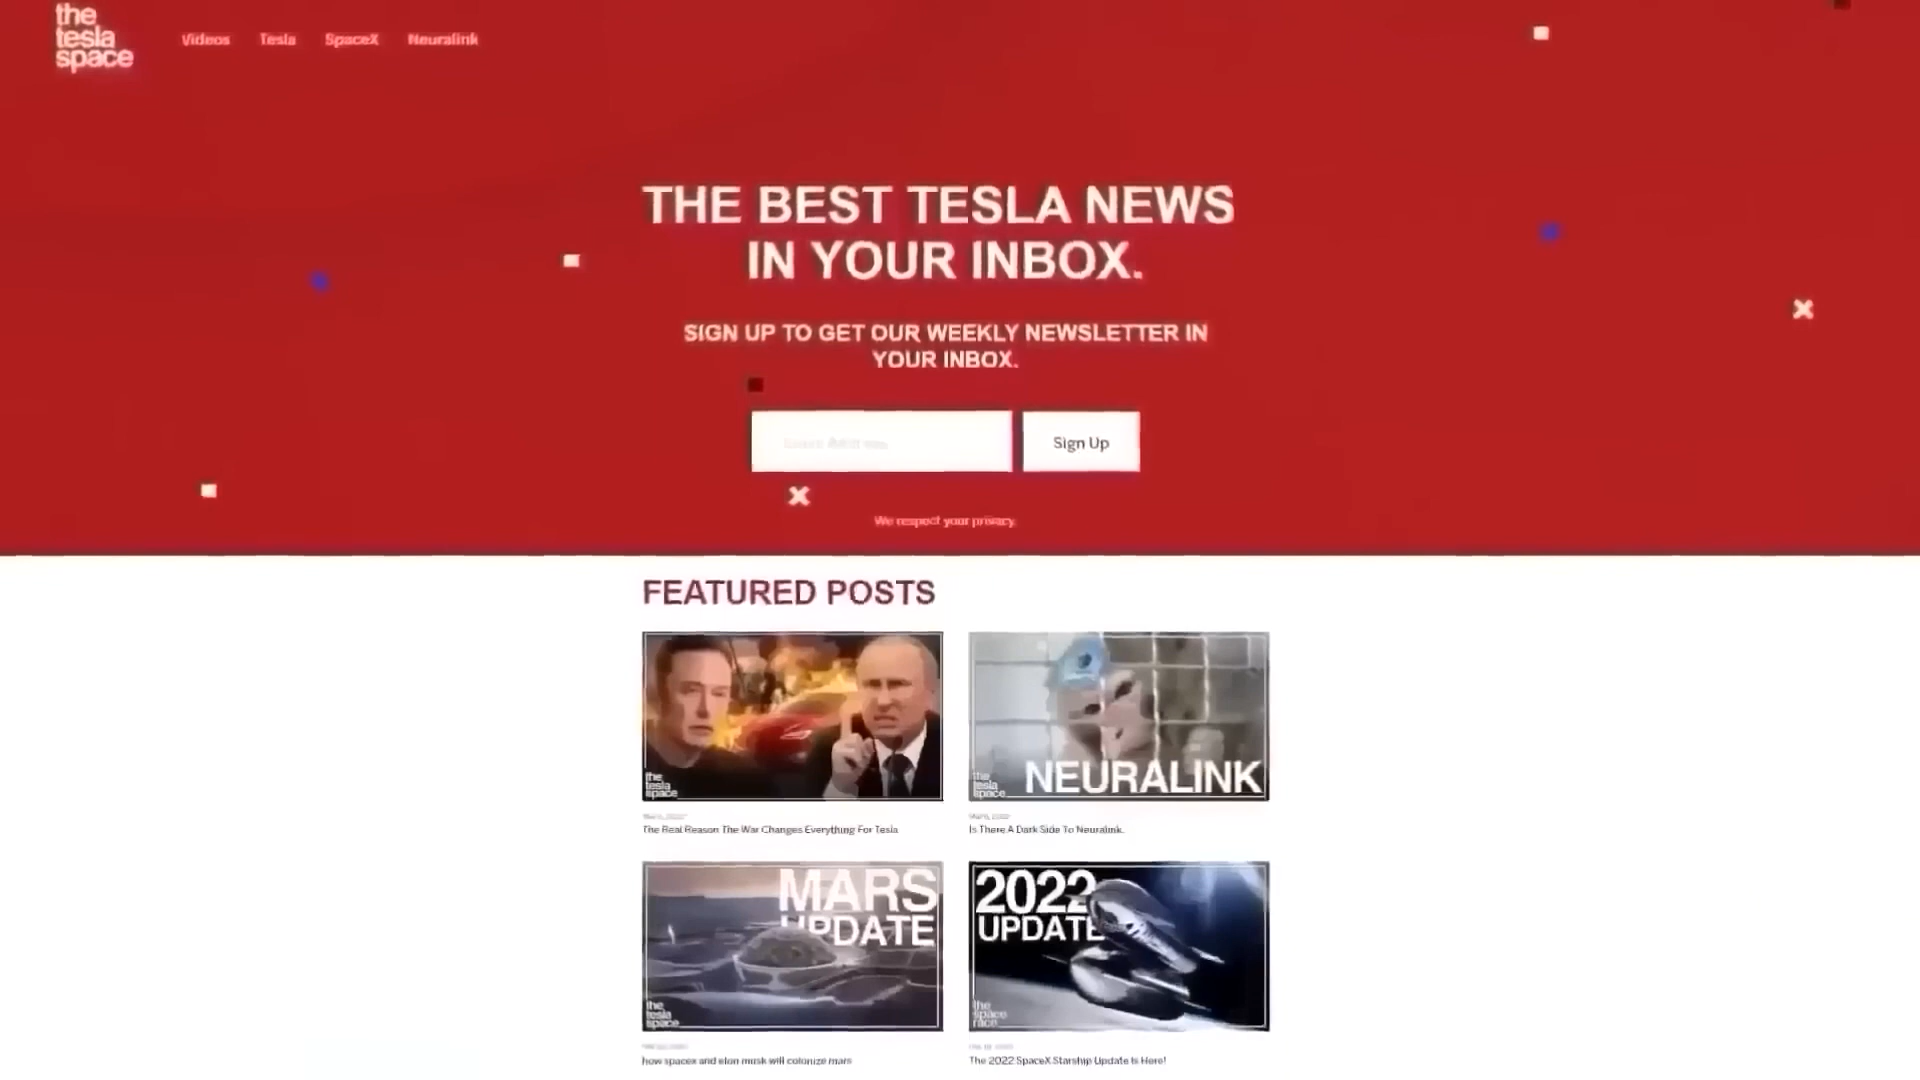 the
tesla
space
Videos
Tesla
SpaceX
Neuralink
THE BEST TESLA NEWS
IN YOUR INBOX.
SIGN UP TO GET OUR WEEKLY NEWSLETTER IN
YOUR INBOX.
Sign Up
We respect your privacy.
FEATURED POSTS
the
tesla
space
the
tesla
space
NEURALINK
The Real Reason The War Changes Everything For Tesla
Is There A Dark Side To Neuralink.
MARS
UPDATE
the
tesla
space
2022
UPDATE
the
space
race
how spacex and elon musk will colonize mars
The 2022 SpaceX Starship Update Is Here!